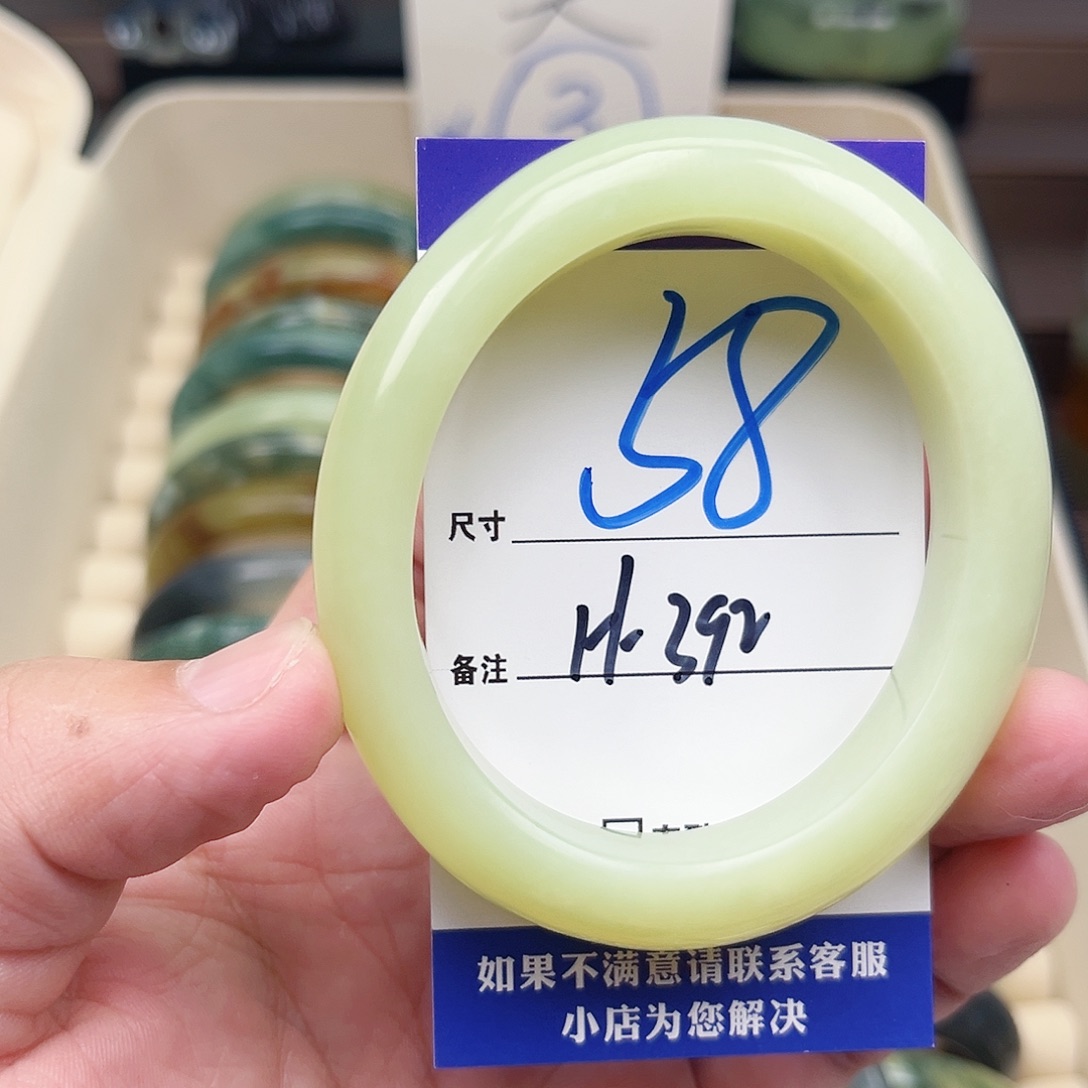 3
尺寸 58
备注 H-392
如果不满意请联系客服
小店为您解决